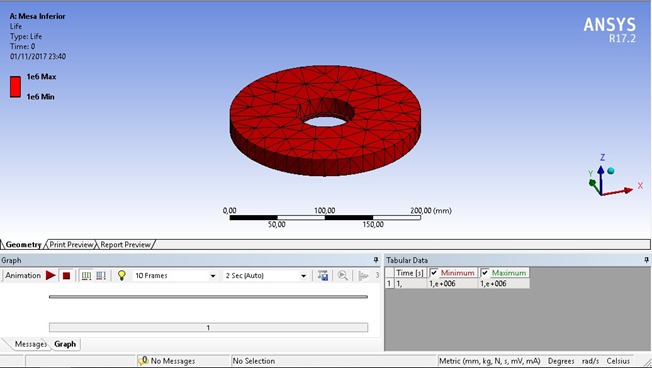 A: Mesa Inferior
Life
Type: Life
Time: 0
01/11/2017 23:40
1e6 Max
1e6 Min
ANSYS
R17.2
Z
Y
X
0,00 100,00 200,00 (mm)
50,00 150,00
Geometry Print Preview Report Preview
Graph
Animation 10 Frames 2 Sec (Auto) 3
1
Messages Graph
Tabular Data
Time [s] Minimum Maximum
1 1, 1,e+006 1,e+006
No Messages No Selection Metric (mm, kg, N, s, mV, mA) Degrees rad/s Celsius